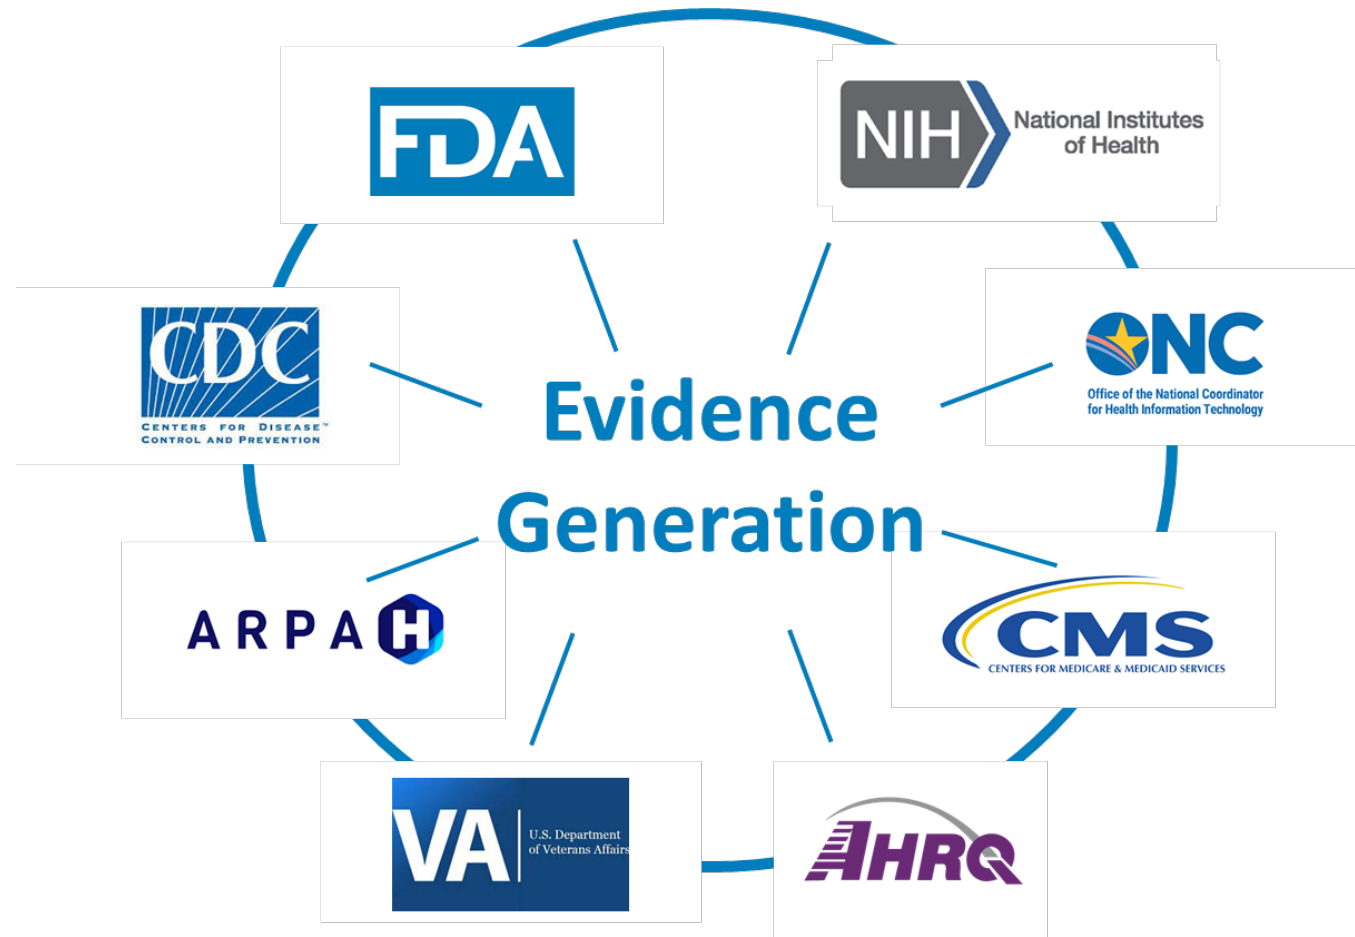 FDA
NIH
National Institutes
of Health
CDC
CENTERS FOR DISEASE™
CONTROL AND PREVENTION
ONC
Office of the National Coordinator
for Health Information Technology
Evidence
Generation
ARPA H
CMS
CENTERS FOR MEDICARE & MEDICAID SERVICES
VA
U.S. Department
of Veterans Affairs
AHRQ